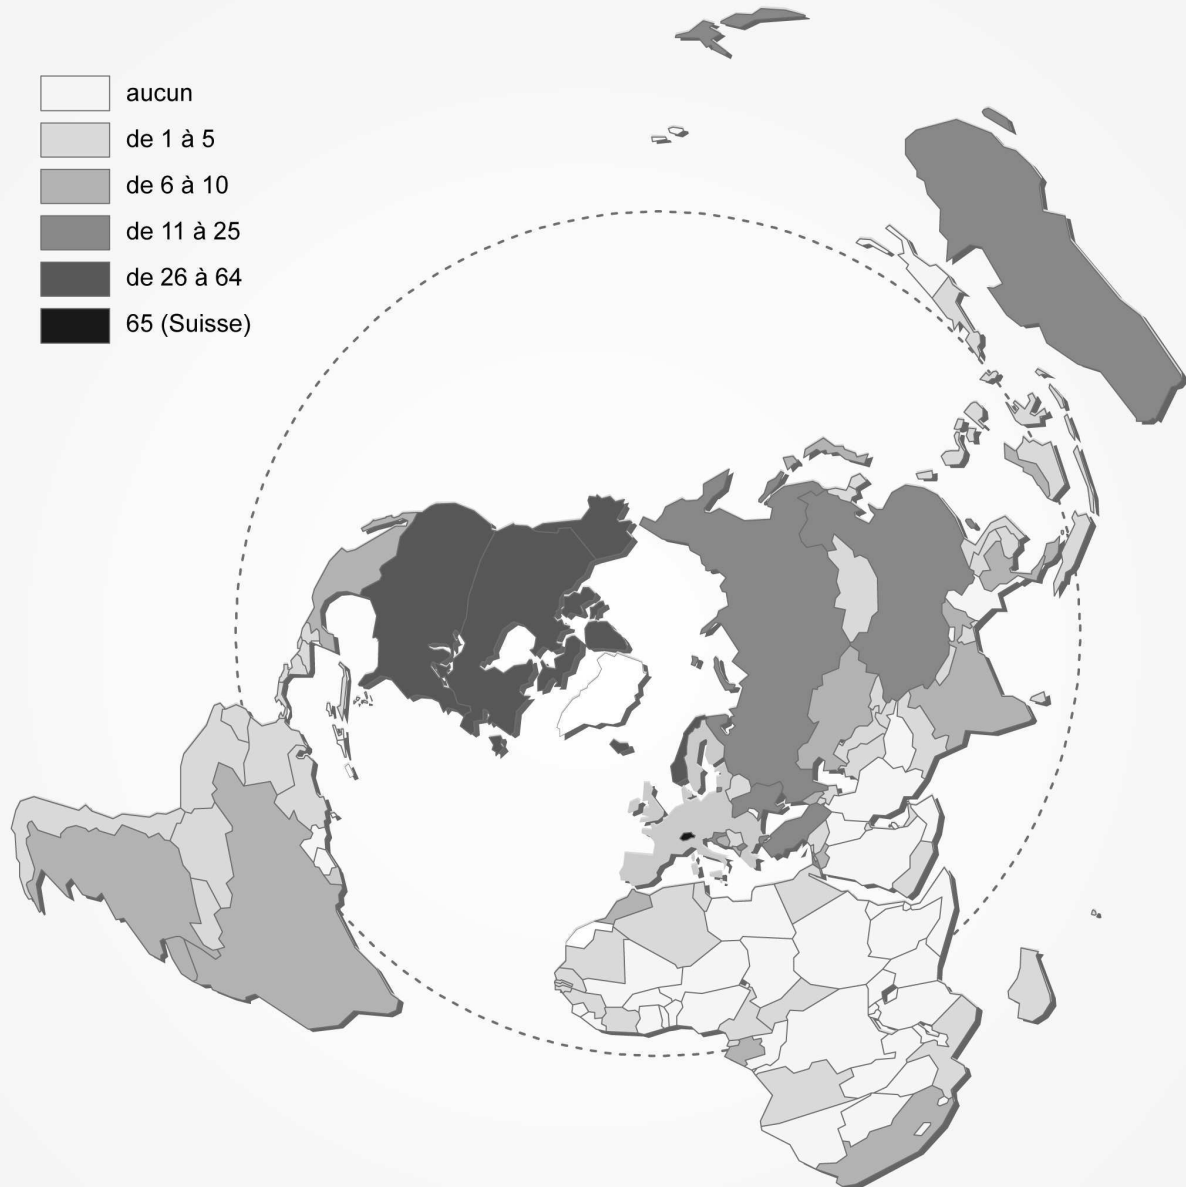 aucun
de 1 à 5
de 6 à 10
de 11 à 25
de 26 à 64
65 (Suisse)